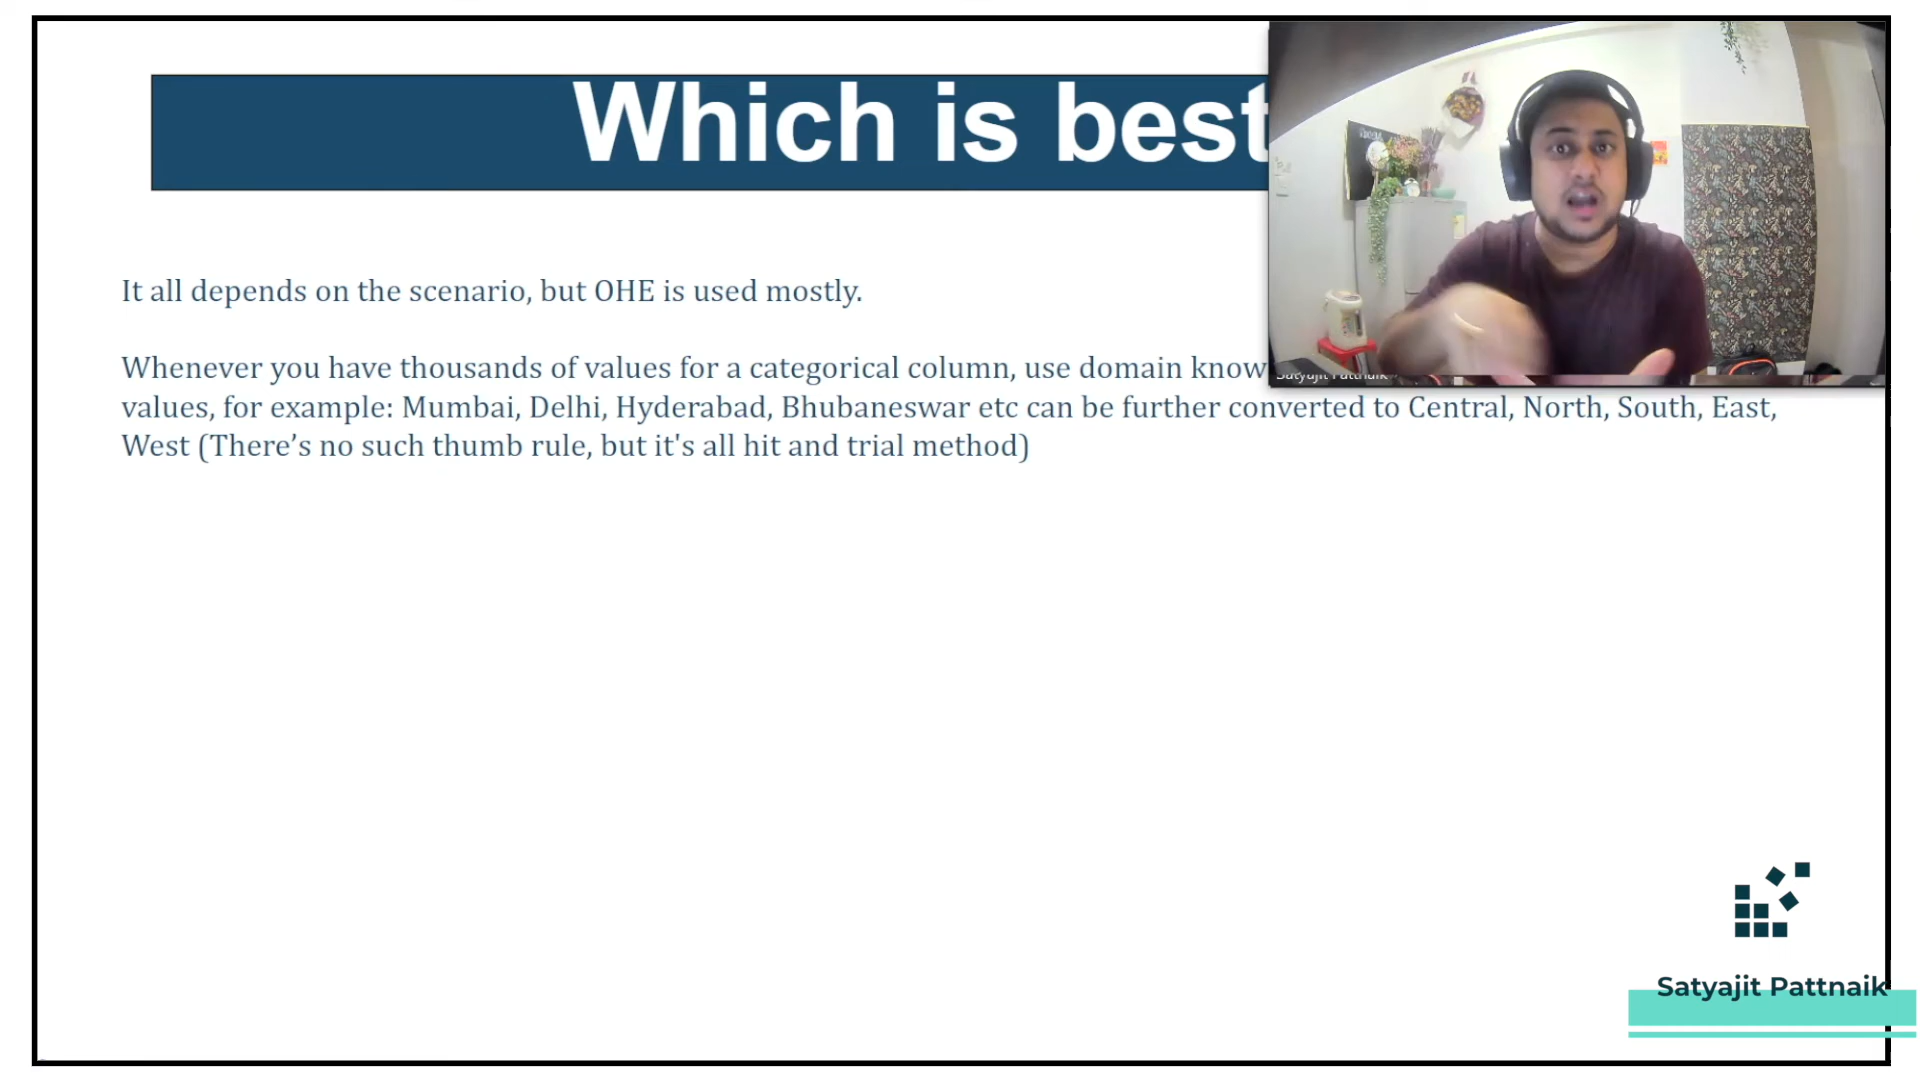 Which is best
It all depends on the scenario, but OHE is used mostly.
Whenever you have thousands of values for a categorical column, use domain know
values, for example: Mumbai, Delhi, Hyderabad, Bhubaneswar etc can be further converted to Central, North, South, East,
West (There’s no such thumb rule, but it's all hit and trial method)
Satyajit Pattnaik
Satyajit Pattnaik